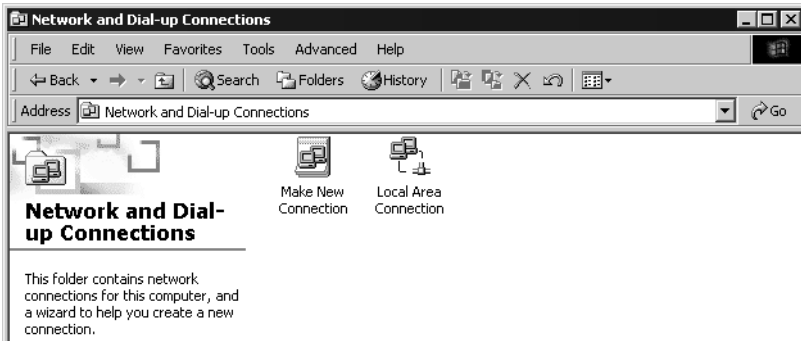 Network and Dial-up Connections
File Edit View Favorites Tools Advanced Help
Back Search Folders History
Address Network and Dial-up Connections Go
Make New
Connection
Local Area
Connection
Network and Dial-
up Connections
This folder contains network
connections for this computer, and
a wizard to help you create a new
connection.